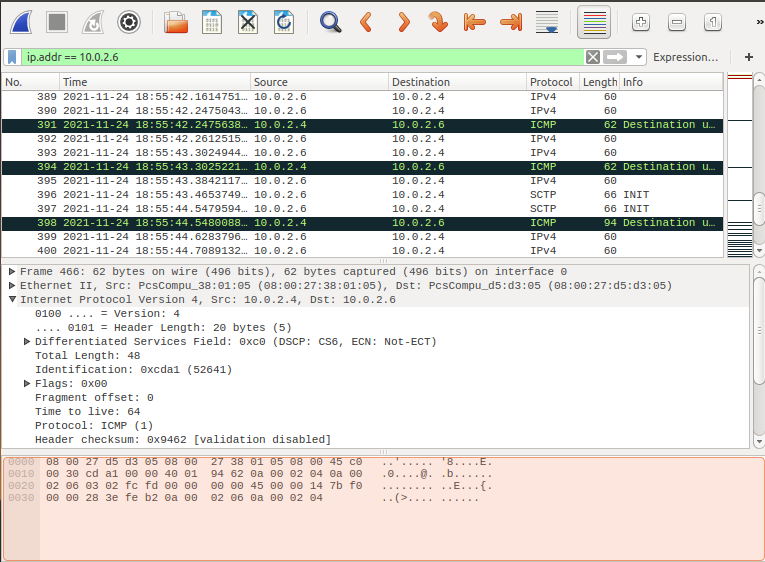 ip.addr == 10.0.2.6 Expression… +
No. Time Source Destination Protocol Length Info
389 2021-11-24 18:55:42.1614751… 10.0.2.6 10.0.2.4 IPv4 60
390 2021-11-24 18:55:42.2475043… 10.0.2.6 10.0.2.4 IPv4 60
391 2021-11-24 18:55:42.2475638… 10.0.2.4 10.0.2.6 ICMP 62 Destination u…
392 2021-11-24 18:55:42.2612515… 10.0.2.6 10.0.2.4 IPv4 60
393 2021-11-24 18:55:43.3024944… 10.0.2.6 10.0.2.4 IPv4 60
394 2021-11-24 18:55:43.3025221… 10.0.2.4 10.0.2.6 ICMP 62 Destination u…
395 2021-11-24 18:55:43.3842117… 10.0.2.6 10.0.2.4 IPv4 60
396 2021-11-24 18:55:43.4653749… 10.0.2.6 10.0.2.4 SCTP 66 INIT
397 2021-11-24 18:55:44.5479594… 10.0.2.6 10.0.2.4 SCTP 66 INIT
398 2021-11-24 18:55:44.5480088… 10.0.2.4 10.0.2.6 ICMP 94 Destination u…
399 2021-11-24 18:55:44.6283796… 10.0.2.6 10.0.2.4 IPv4 60
400 2021-11-24 18:55:44.7089132… 10.0.2.6 10.0.2.4 IPv4 60
Frame 466: 62 bytes on wire (496 bits), 62 bytes captured (496 bits) on interface 0
Ethernet II, Src: PcsCompu_38:01:05 (08:00:27:38:01:05), Dst: PcsCompu_d5:d3:05 (08:00:27:d5:d3:05)
Internet Protocol Version 4, Src: 10.0.2.4, Dst: 10.0.2.6
0100 .... = Version: 4
.... 0101 = Header Length: 20 bytes (5)
Differentiated Services Field: 0xc0 (DSCP: CS6, ECN: Not-ECT)
Total Length: 48
Identification: 0xcda1 (52641)
Flags: 0x00
Fragment offset: 0
Time to live: 64
Protocol: ICMP (1)
Header checksum: 0x9462 [validation disabled]
0000 08 00 27 d5 d3 05 08 00 27 38 01 05 08 00 45 c0 ..'..... '8....E.
0010 00 30 cd a1 00 00 40 01 94 62 0a 00 02 04 0a 00 .0....@. .b......
0020 02 06 03 02 fc fd 00 00 00 00 45 00 00 14 7b f0 ........ ..E...{.
0030 00 00 28 3e fe b2 0a 00 02 06 0a 00 02 04 ..(>.... ......